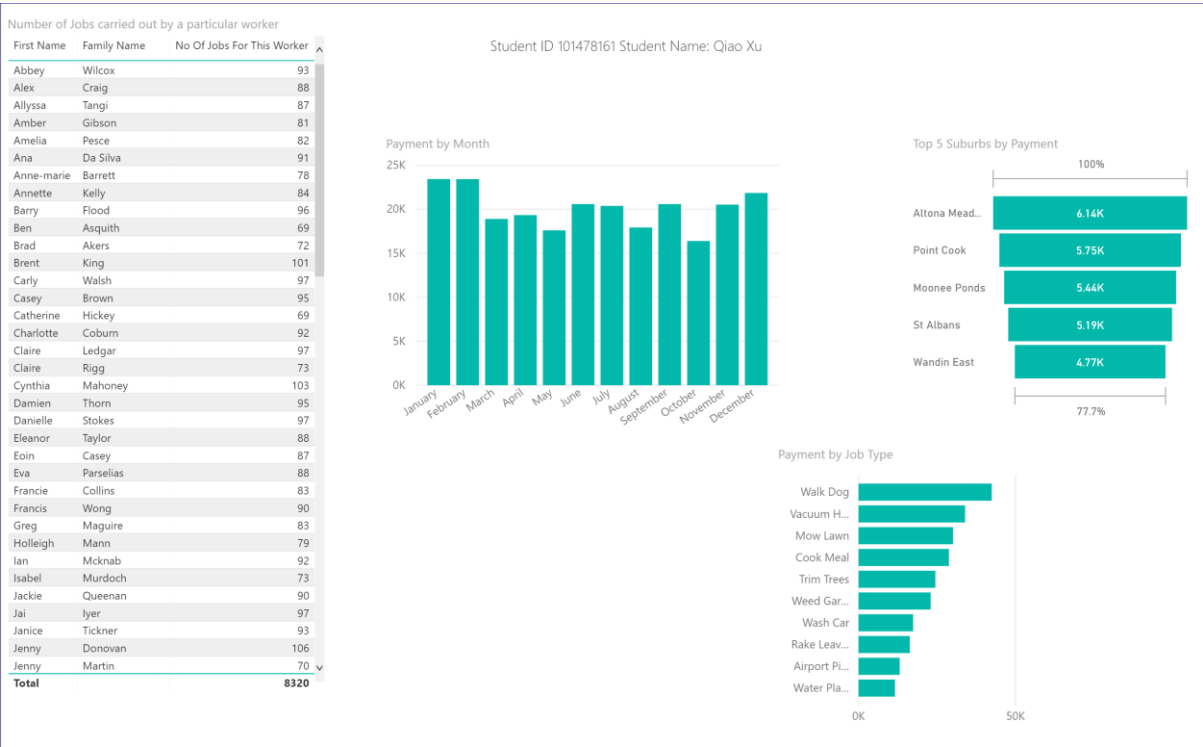 Number of Jobs carried out by a particular worker
First Name Family Name No Of Jobs For This Worker
Abbey Wilcox 93
Alex Craig 88
Allyssa Tangi 87
Amber Gibson 81
Amelia Pesce 82
Ana Da Silva 91
Anne-marie Barrett 78
Annette Kelly 84
Barry Flood 96
Ben Asquith 69
Brad Akers 72
Brent King 101
Carly Walsh 97
Casey Brown 95
Catherine Hickey 69
Charlotte Coburn 92
Claire Ledgar 97
Claire Rigg 73
Cynthia Mahoney 103
Damien Thorn 95
Danielle Stokes 97
Eleanor Taylor 88
Eoin Casey 87
Eva Parselias 88
Francie Collins 83
Francis Wong 90
Greg Maguire 83
Holleigh Mann 79
Ian Mcknab 92
Isabel Murdoch 73
Jackie Queenan 90
Jai Iyer 97
Janice Tickner 93
Jenny Donovan 106
Jenny Martin 70
Total 8320
Student ID 101478161 Student Name: Qiao Xu
Payment by Month
25K
20K
15K
10K
5K
0K
January February March April May June July August September October November December
Top 5 Suburbs by Payment
100%
Altona Mead... 6.14K
Point Cook 5.75K
Moonee Ponds 5.44K
St Albans 5.19K
Wandin East 4.77K
77.7%
Payment by Job Type
Walk Dog
Vacuum H...
Mow Lawn
Cook Meal
Trim Trees
Weed Gar...
Wash Car
Rake Leav...
Airport Pi...
Water Pla...
0K 50K